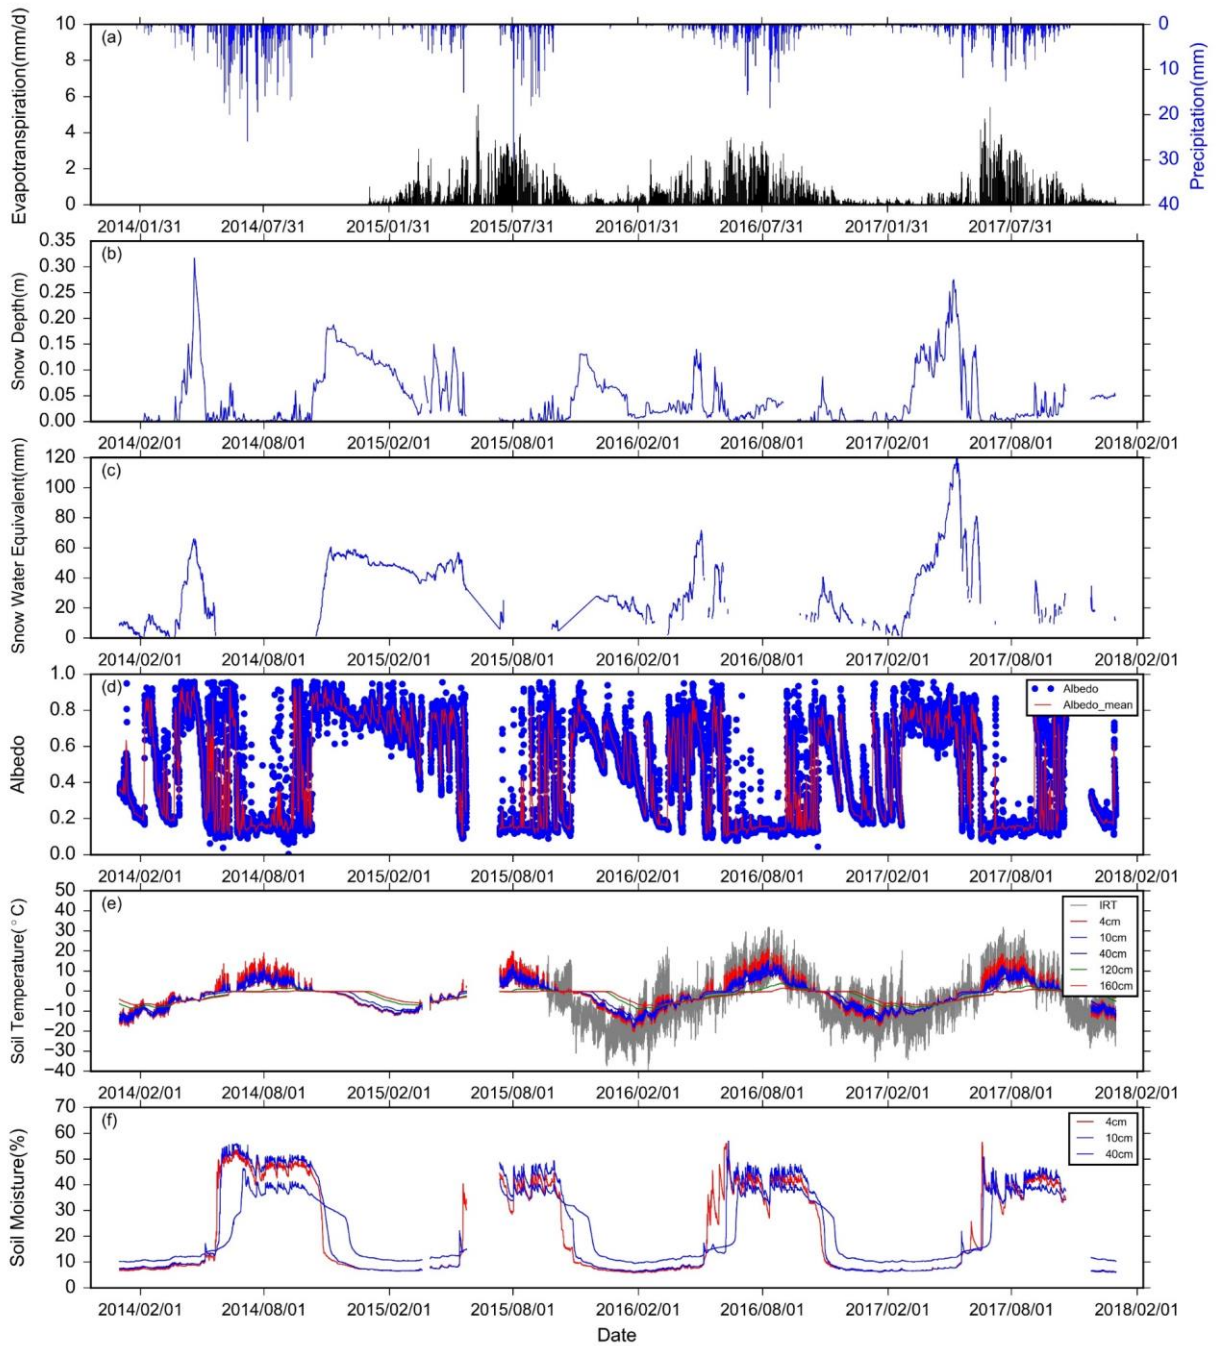 Evapotranspiration(mm/d)
10
8
6
4
2
0
(a)
0
10
20
30
40
Precipitation(mm)
2014/01/31 2014/07/31 2015/01/31 2015/07/31 2016/01/31 2016/07/31 2017/01/31 2017/07/31
Snow Depth(m)
0.35
0.30
0.25
0.20
0.15
0.10
0.05
0.00
(b)
2014/02/01 2014/08/01 2015/02/01 2015/08/01 2016/02/01 2016/08/01 2017/02/01 2017/08/01 2018/02/01
Snow Water Equivalent(mm)
120
100
80
60
40
20
0
(c)
2014/02/01 2014/08/01 2015/02/01 2015/08/01 2016/02/01 2016/08/01 2017/02/01 2017/08/01 2018/02/01
Albedo
1.0
0.8
0.6
0.4
0.2
0.0
(d)
Albedo
Albedo_mean
2014/02/01 2014/08/01 2015/02/01 2015/08/01 2016/02/01 2016/08/01 2017/02/01 2017/08/01 2018/02/01
Soil Temperature(°C)
50
40
30
20
10
0
−10
−20
−30
−40
(e)
IRT
4cm
10cm
40cm
120cm
160cm
2014/02/01 2014/08/01 2015/02/01 2015/08/01 2016/02/01 2016/08/01 2017/02/01 2017/08/01 2018/02/01
Soil Moisture(%)
70
60
50
40
30
20
10
0
(f)
4cm
10cm
40cm
2014/02/01 2014/08/01 2015/02/01 2015/08/01 2016/02/01 2016/08/01 2017/02/01 2017/08/01 2018/02/01
Date